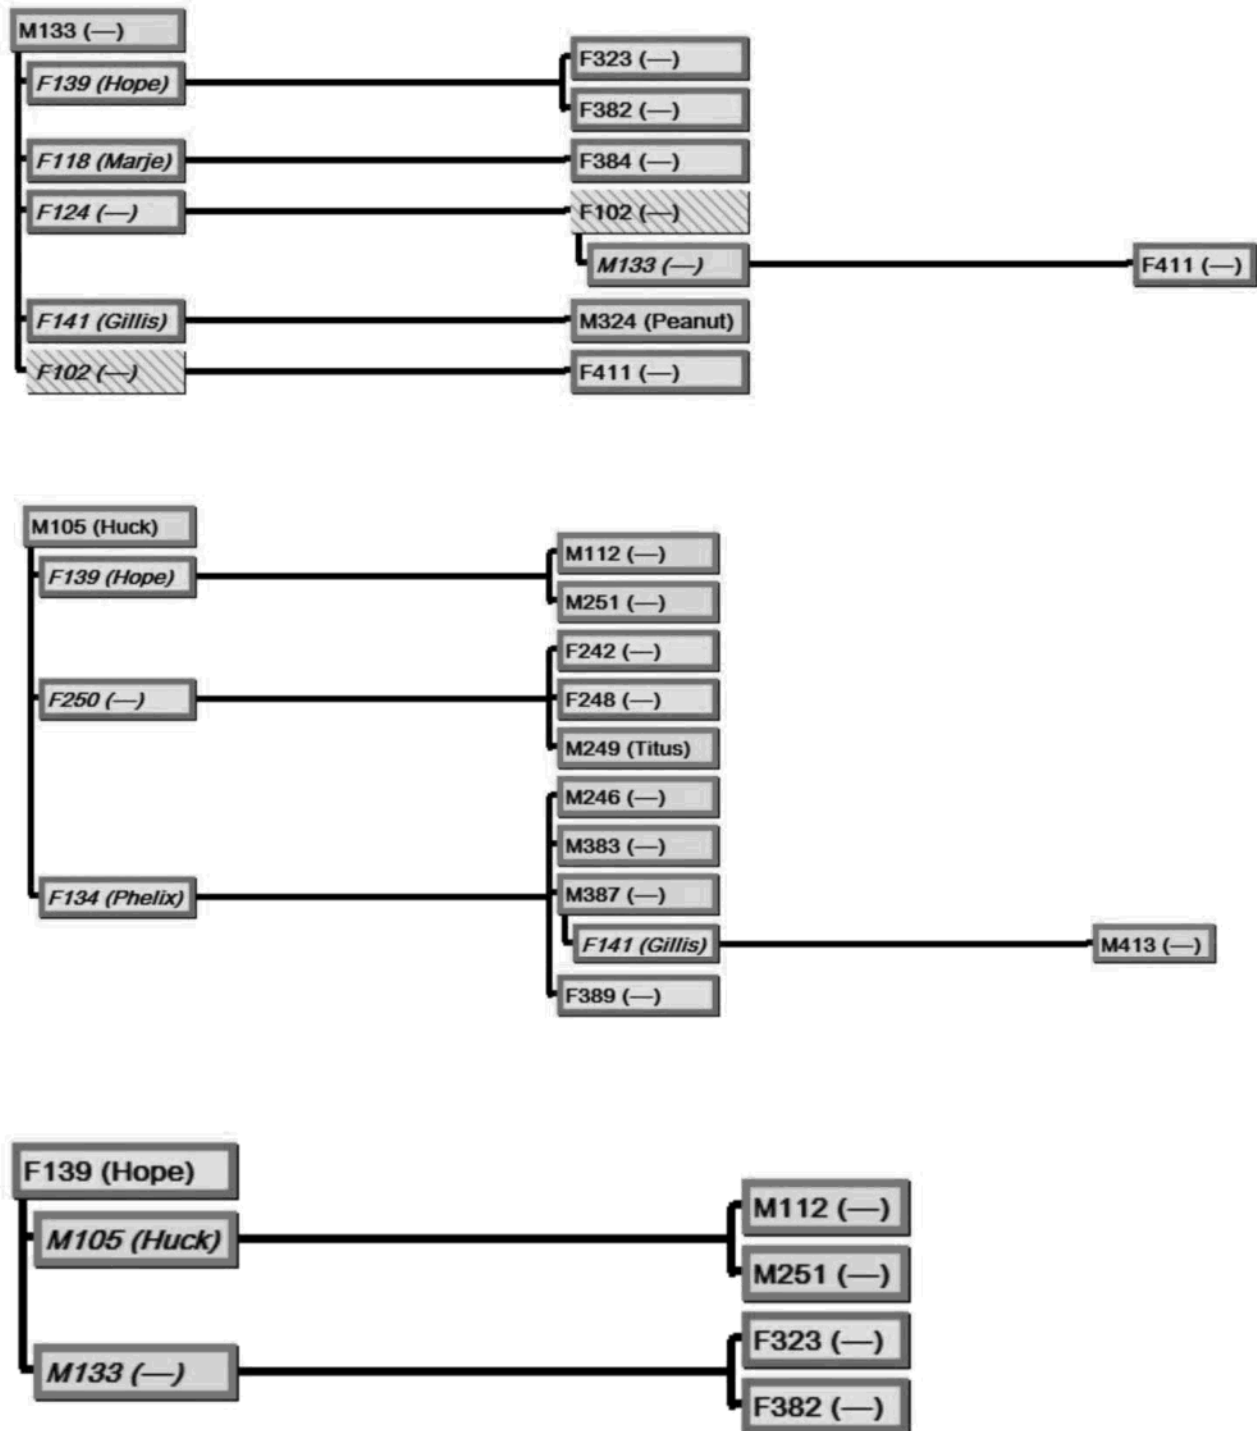 M133 (—)
F139 (Hope)
F323 (—)
F382 (—)
F118 (Marje)
F384 (—)
F124 (—)
F102 (—)
M133 (—)
F411 (—)
F141 (Gillis)
M324 (Peanut)
F102 (—)
F411 (—)
M105 (Huck)
F139 (Hope)
M112 (—)
M251 (—)
F250 (—)
F242 (—)
F248 (—)
M249 (Titus)
F134 (Phelix)
M246 (—)
M383 (—)
M387 (—)
F141 (Gillis)
M413 (—)
F389 (—)
F139 (Hope)
M105 (Huck)
M112 (—)
M251 (—)
M133 (—)
F323 (—)
F382 (—)